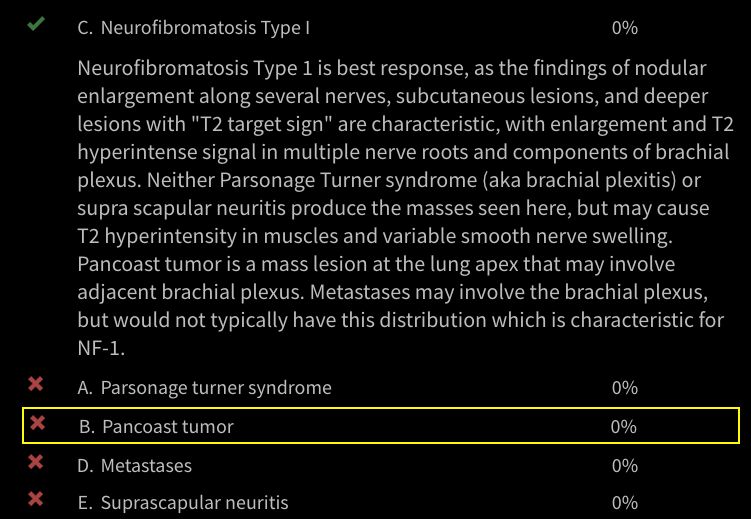 C. Neurofibromatosis Type I 0%
Neurofibromatosis Type 1 is best response, as the findings of nodular
enlargement along several nerves, subcutaneous lesions, and deeper
lesions with "T2 target sign" are characteristic, with enlargement and T2
hyperintense signal in multiple nerve roots and components of brachial
plexus. Neither Parsonage Turner syndrome (aka brachial plexitis) or
supra scapular neuritis produce the masses seen here, but may cause
T2 hyperintensity in muscles and variable smooth nerve swelling.
Pancoast tumor is a mass lesion at the lung apex that may involve
adjacent brachial plexus. Metastases may involve the brachial plexus,
but would not typically have this distribution which is characteristic for
NF-1.
A. Parsonage turner syndrome 0%
B. Pancoast tumor 0%
D. Metastases 0%
E. Suprascapular neuritis 0%